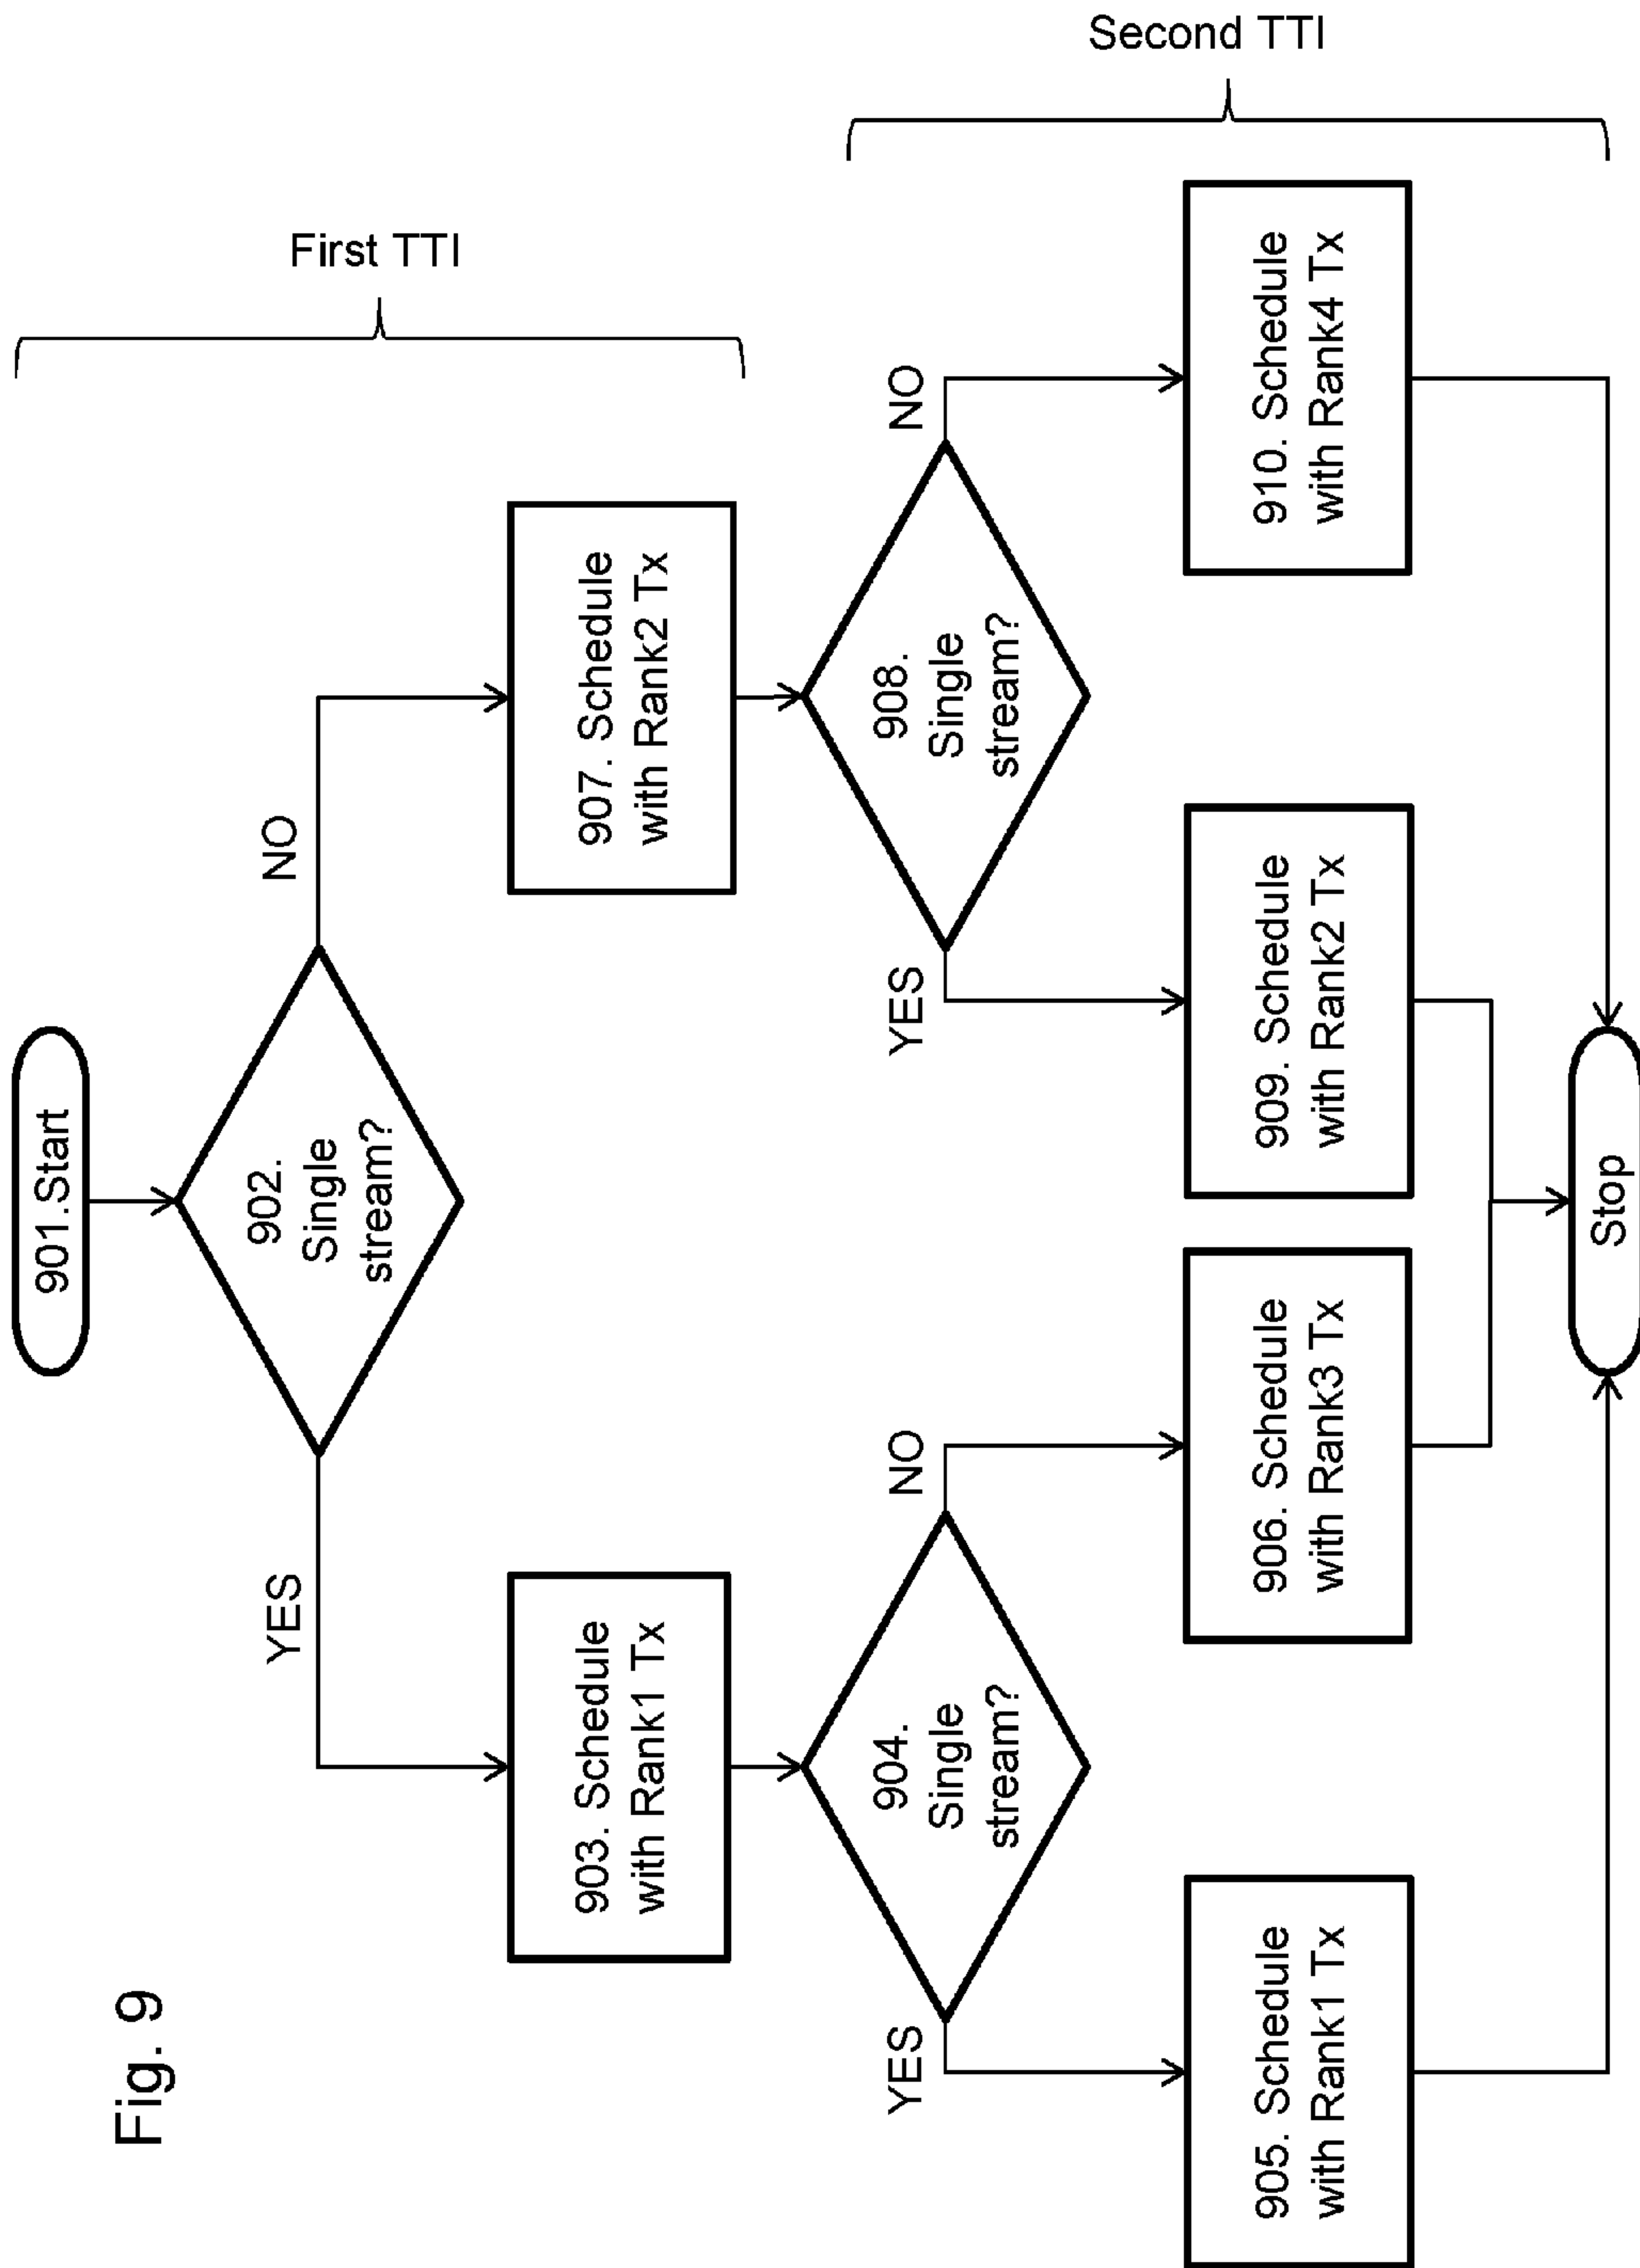 Fig. 9
901.Start
First TTI
902.
Single
stream?
YES
NO
903. Schedule
with Rank1 Tx
907. Schedule
with Rank2 Tx
Second TTI
904.
Single
stream?
YES
NO
908.
Single
stream?
YES
NO
905. Schedule
with Rank1 Tx
906. Schedule
with Rank3 Tx
909. Schedule
with Rank2 Tx
910. Schedule
with Rank4 Tx
Stop